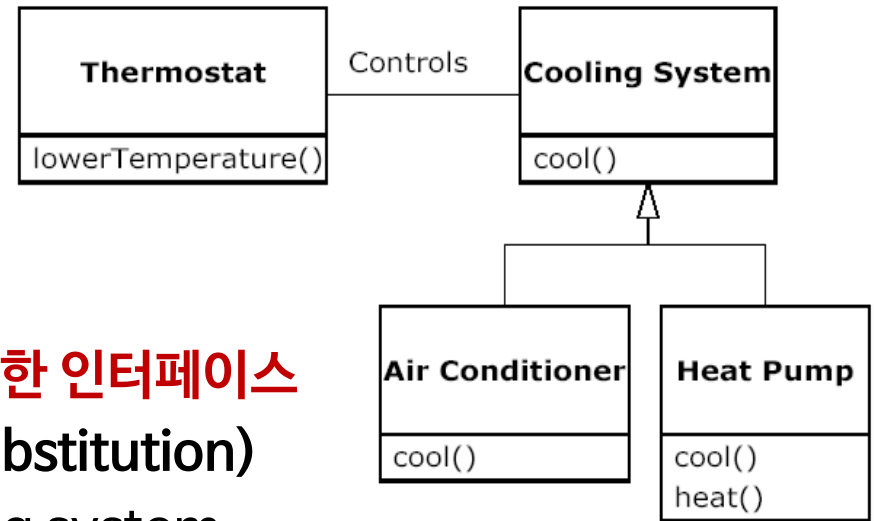 Thermostat
Controls
Cooling System
lowerTemperature()
cool()
한 인터페이스
Air Conditioner
Heat Pump
bstitution)
cool()
cool()
heat()
g system